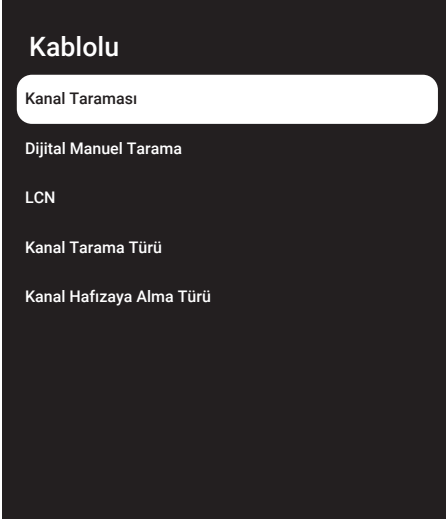 Kablolu
Kanal Taraması
Dijital Manuel Tarama
LCN
Kanal Tarama Türü
Kanal Hafızaya Alma Türü